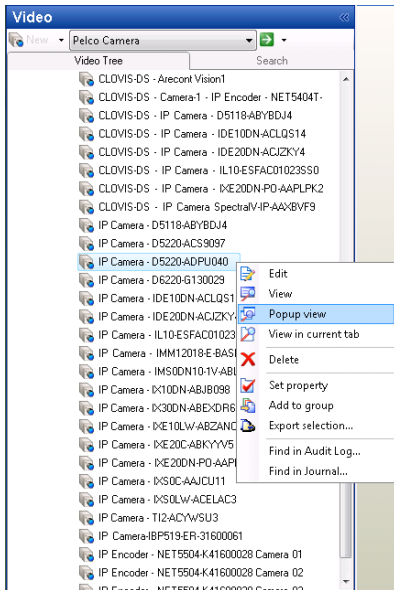 Video
New
Pelco Camera
Video Tree
Search
CLOVIS-DS - Arecont Vision1
CLOVIS-DS - Camera-1 - IP Encoder - NET5404T-
CLOVIS-DS - IP Camera - D5118-ABYBDJ4
CLOVIS-DS - IP Camera - IDE10DN-ACLQS14
CLOVIS-DS - IP Camera - IDE20DN-ACJZKY4
CLOVIS-DS - IP Camera - IL10-ESFAC01023SS0
CLOVIS-DS - IP Camera - IXE20DN-PO-AAPLPK2
CLOVIS-DS - IP Camera SpectraIV-IP-AAXBVF9
IP Camera - D5118-ABYBDJ4
IP Camera - D5220-ACS9097
IP Camera - D5220-ADPU040
IP Camera - D6220-G130029
IP Camera - IDE10DN-ACLQS1
IP Camera - IDE20DN-ACJZKY
IP Camera - IL10-ESFAC01023
IP Camera - IMM12018-E-BASI
IP Camera - IMS0DN10-1V-ABL
IP Camera - IX10DN-ABJB098
IP Camera - IX30DN-ABEXDR6
IP Camera - IXE10LW-ABZANC
IP Camera - IXE20C-ABKYYV5
IP Camera - IXE20DN-PO-AAPI
IP Camera - IXS0C-AAJCU11
IP Camera - IXS0LW-ACELAC3
IP Camera - TI2-ACYWSU3
IP Camera-IBP519-ER-31600061
IP Encoder - NET5504-K41600028 Camera 01
IP Encoder - NET5504-K41600028 Camera 02
IP Encoder - NET5504-K41600028 Camera 03
Edit
View
Popup view
View in current tab
Delete
Set property
Add to group
Export selection...
Find in Audit Log...
Find in Journal...